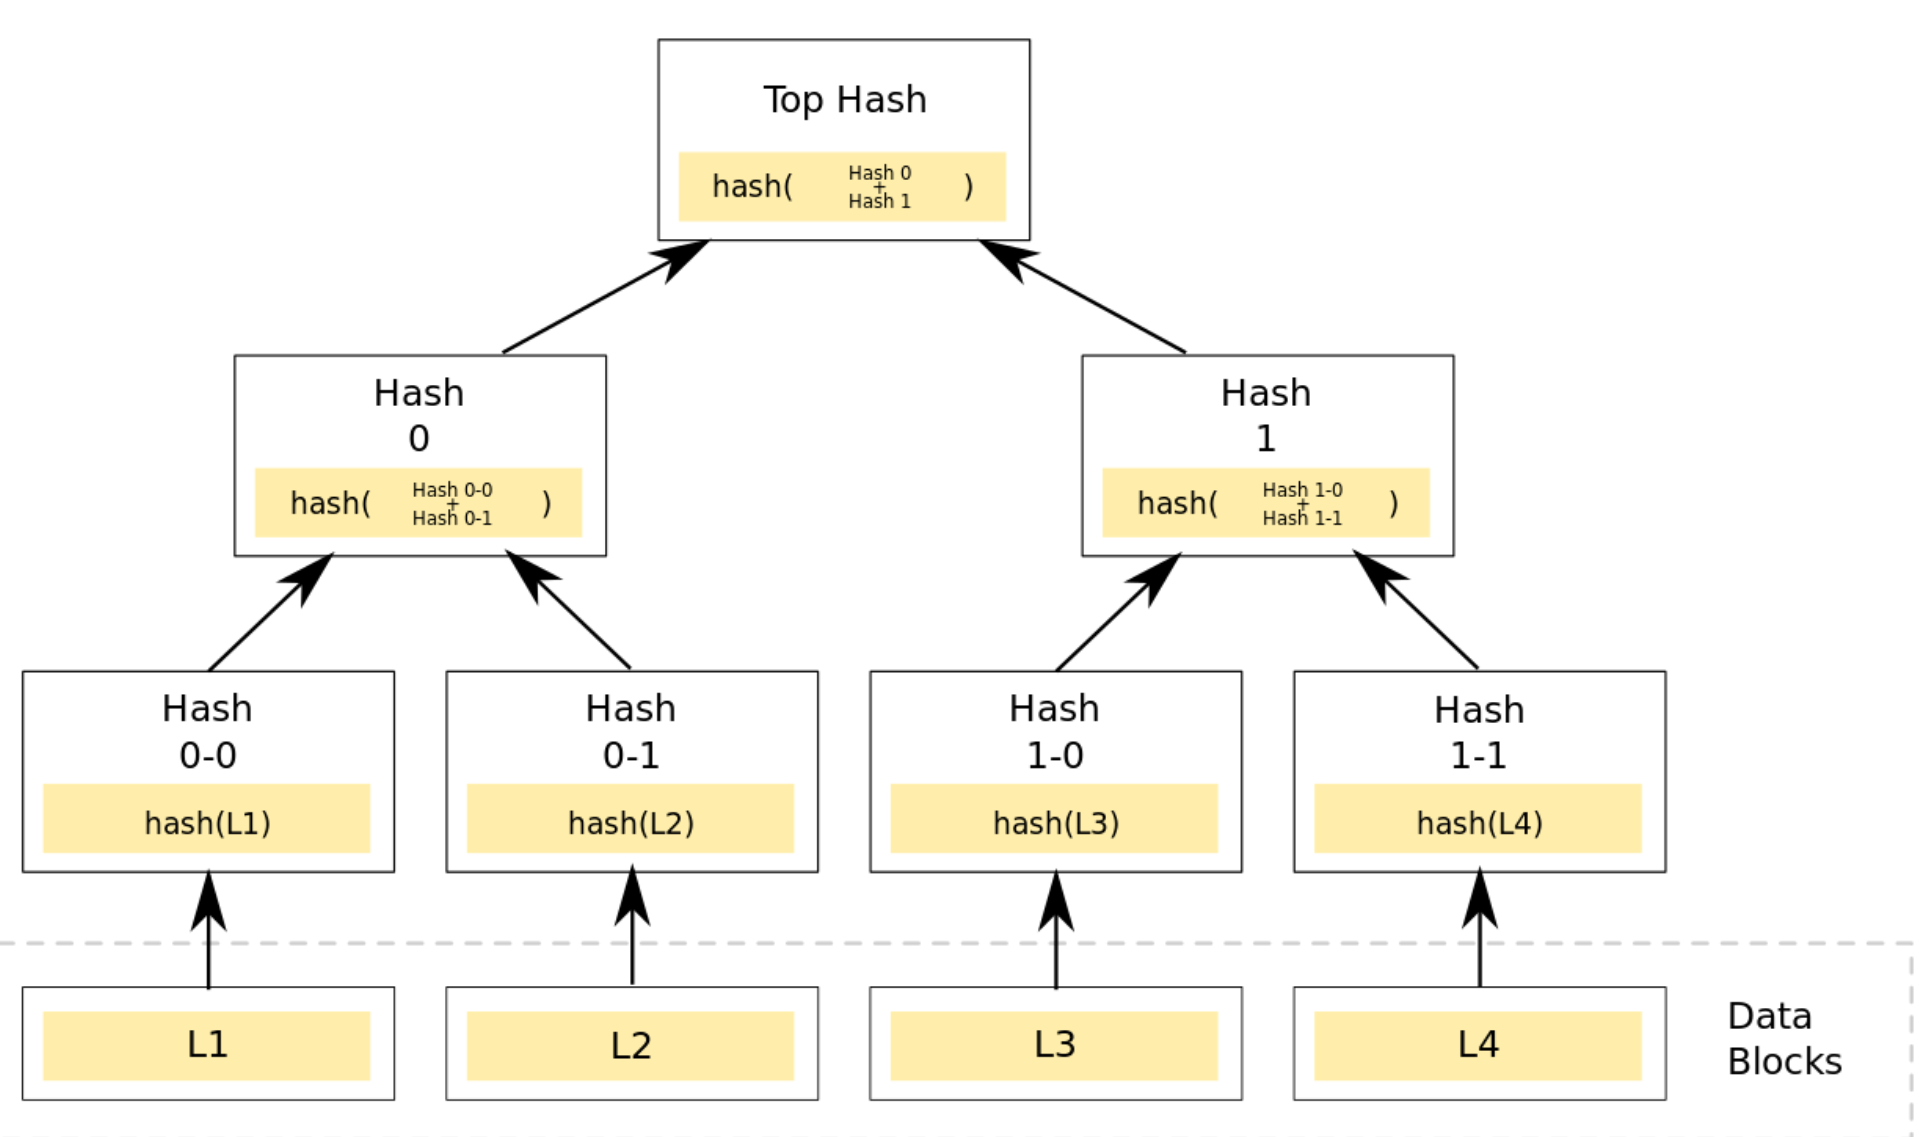 Top Hash
hash( Hash 0 + Hash 1 )
Hash
0
hash( Hash 0-0 + Hash 0-1 )
Hash
1
hash( Hash 1-0 + Hash 1-1 )
Hash
0-0
hash(L1)
Hash
0-1
hash(L2)
Hash
1-0
hash(L3)
Hash
1-1
hash(L4)
L1
L2
L3
L4
Data
Blocks